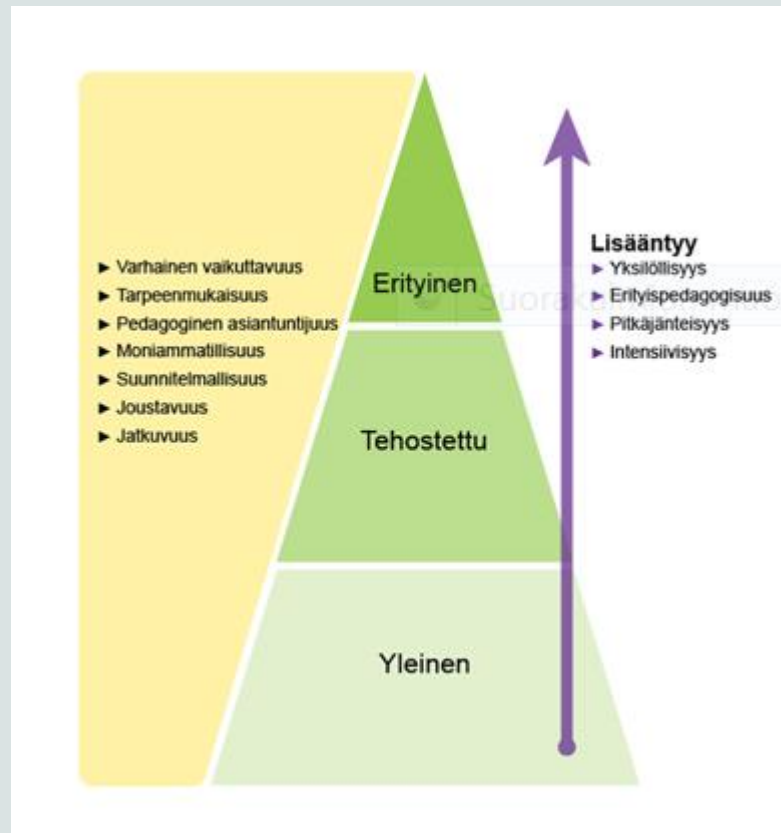 Varhainen vaikuttavuus
Tarpeenmukaisuus
Pedagoginen asiantuntijuus
Moniammatillisuus
Suunnitelmallisuus
Joustavuus
Jatkuvuus
Erityinen
Tehostettu
Yleinen
Lisääntyy
Yksilöllisyys
Erityispedagogisuus
Pitkäjänteisyys
Intensiivisyys